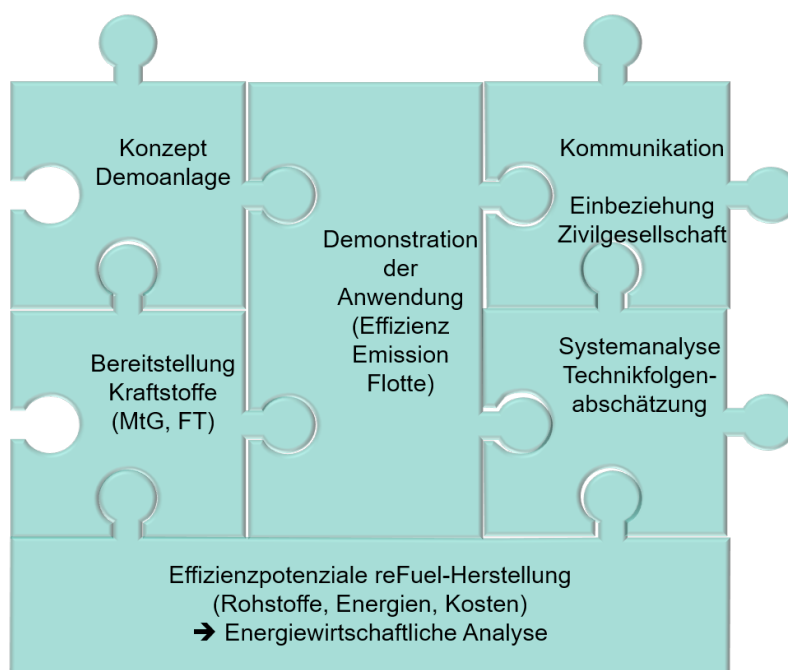 Konzept
Demoanlage
Kommunikation
Einbeziehung
Zivilgesellschaft
Demonstration
der
Anwendung
(Effizienz
Emission
Flotte)
Bereitstellung
Kraftstoffe
(MtG, FT)
Systemanalyse
Technikfolgen-
abschätzung
Effizienzpotenziale reFuel-Herstellung
(Rohstoffe, Energien, Kosten)
➔ Energiewirtschaftliche Analyse